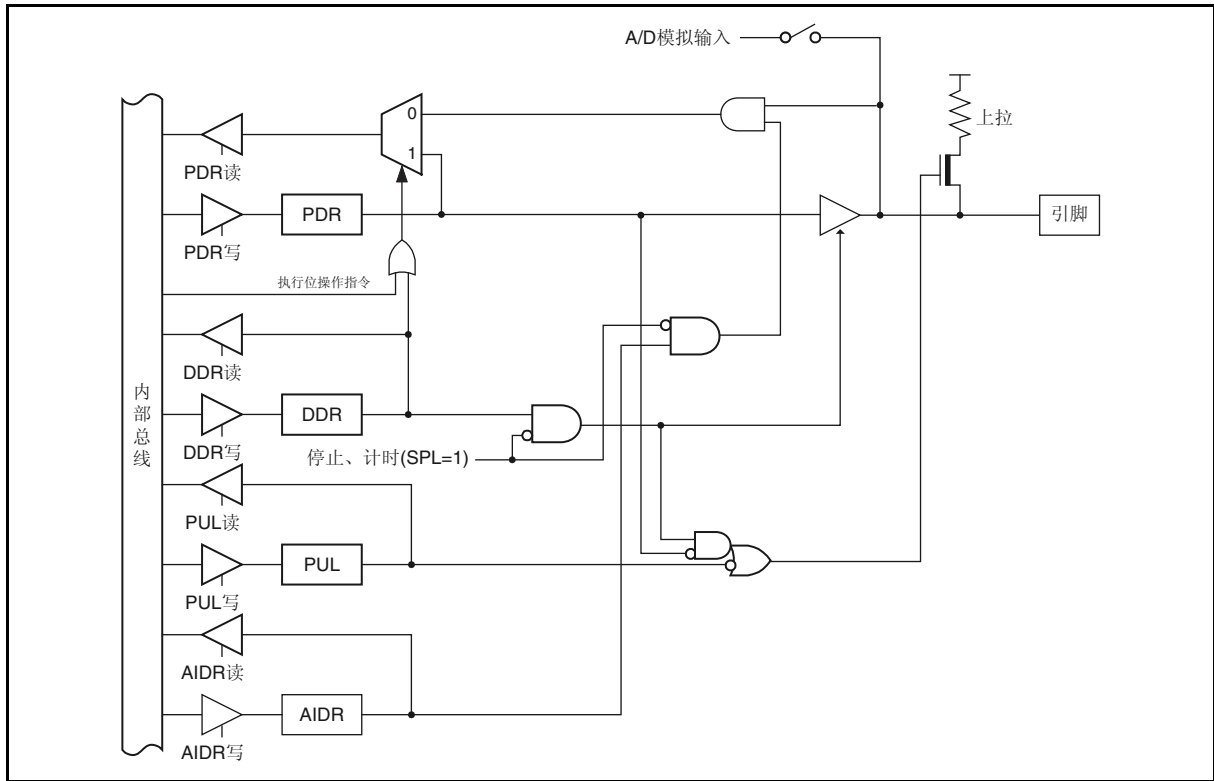 A/D模拟输入
上拉
0
1
PDR读
PDR
PDR写
引脚
执行位操作指令
DDR读
内部总线
DDR
DDR写
停止、计时(SPL=1)
PUL读
PUL
PUL写
AIDR读
AIDR
AIDR写